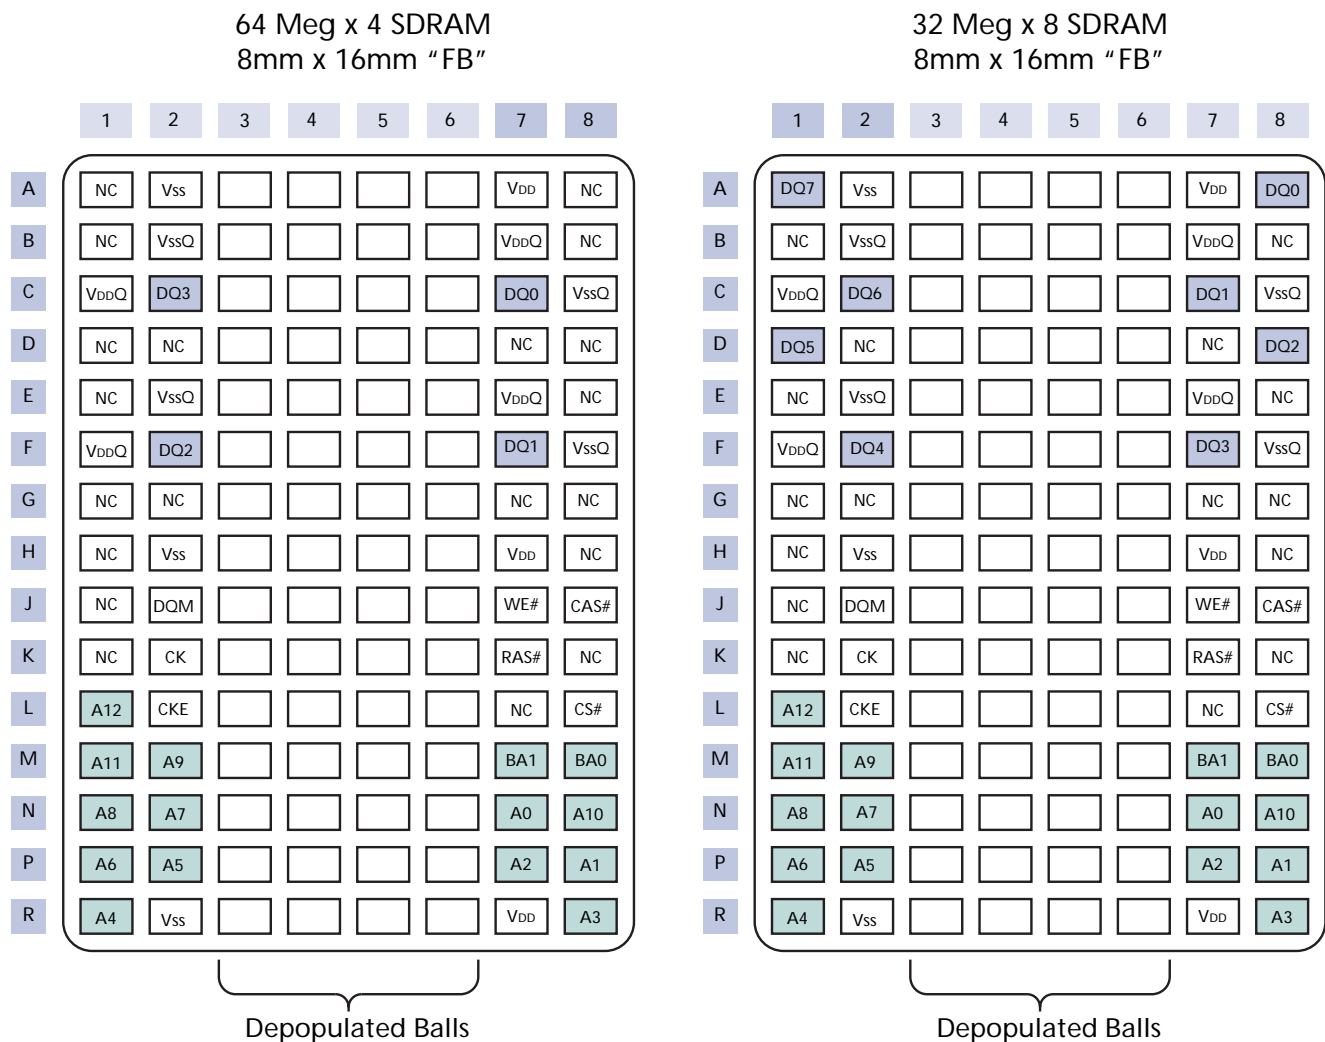 64 Meg x 4 SDRAM
8mm x 16mm “FB”
1 2 3 4 5 6 7 8
A NC Vss VDD NC
B NC VssQ VDDQ NC
C VDDQ DQ3 DQ0 VssQ
D NC NC NC NC
E NC VssQ VDDQ NC
F VDDQ DQ2 DQ1 VssQ
G NC NC NC NC
H NC Vss VDD NC
J NC DQM WE# CAS#
K NC CK RAS# NC
L A12 CKE NC CS#
M A11 A9 BA1 BA0
N A8 A7 A0 A10
P A6 A5 A2 A1
R A4 Vss VDD A3
Depopulated Balls
32 Meg x 8 SDRAM
8mm x 16mm “FB”
1 2 3 4 5 6 7 8
A DQ7 Vss VDD DQ0
B NC VssQ VDDQ NC
C VDDQ DQ6 DQ1 VssQ
D DQ5 NC NC DQ2
E NC VssQ VDDQ NC
F VDDQ DQ4 DQ3 VssQ
G NC NC NC NC
H NC Vss VDD NC
J NC DQM WE# CAS#
K NC CK RAS# NC
L A12 CKE NC CS#
M A11 A9 BA1 BA0
N A8 A7 A0 A10
P A6 A5 A2 A1
R A4 Vss VDD A3
Depopulated Balls